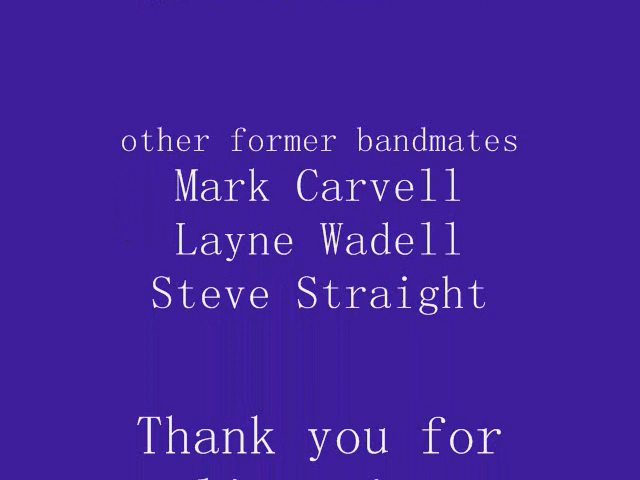 other former bandmates
Mark Carvell
Layne Wadell
Steve Straight
Thank you for